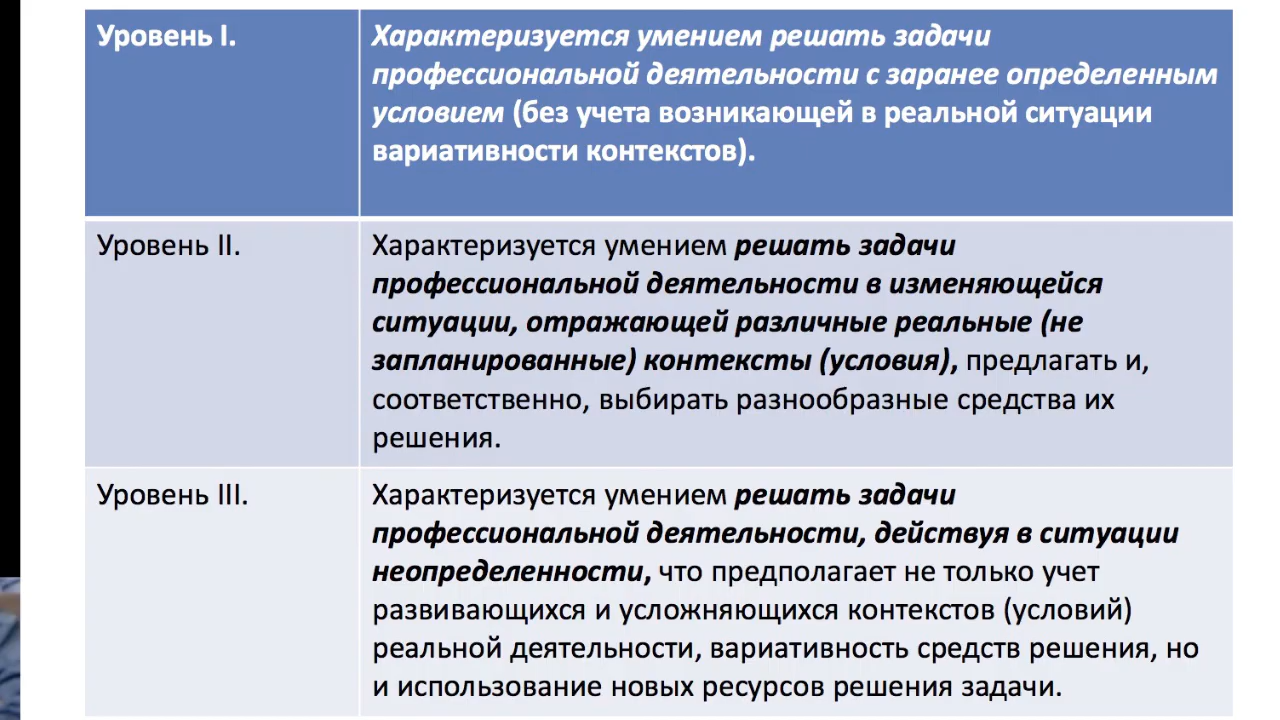 Уровень I.
Характеризуется умением решать задачи
профессиональной деятельности с заранее определенным
условием (без учета возникающей в реальной ситуации
вариативности контекстов).
Уровень II.
Характеризуется умением решать задачи
профессиональной деятельности в изменяющейся
ситуации, отражающей различные реальные (не
запланированные) контексты (условия), предлагать и,
соответственно, выбирать разнообразные средства их
решения.
Уровень III.
Характеризуется умением решать задачи
профессиональной деятельности, действуя в ситуации
неопределенности, что предполагает не только учет
развивающихся и усложняющихся контекстов (условий)
реальной деятельности, вариативность средств решения, но
и использование новых ресурсов решения задачи.